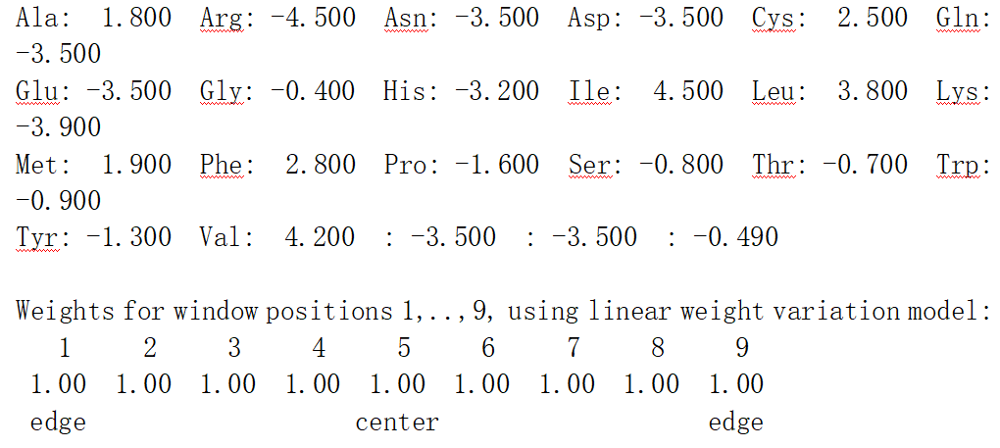 Ala:  1.800  Arg: -4.500  Asn: -3.500  Asp: -3.500  Cys:  2.500  Gln:
-3.500
Glu: -3.500  Gly: -0.400  His: -3.200  Ile:  4.500  Leu:  3.800  Lys:
-3.900
Met:  1.900  Phe:  2.800  Pro: -1.600  Ser: -0.800  Thr: -0.700  Trp:
-0.900
Tyr: -1.300  Val:  4.200  : -3.500  : -3.500  : -0.490
Weights for window positions 1,..,9, using linear weight variation model:
1 2 3 4 5 6 7 8 9
1.00 1.00 1.00 1.00 1.00 1.00 1.00 1.00 1.00
edge center edge